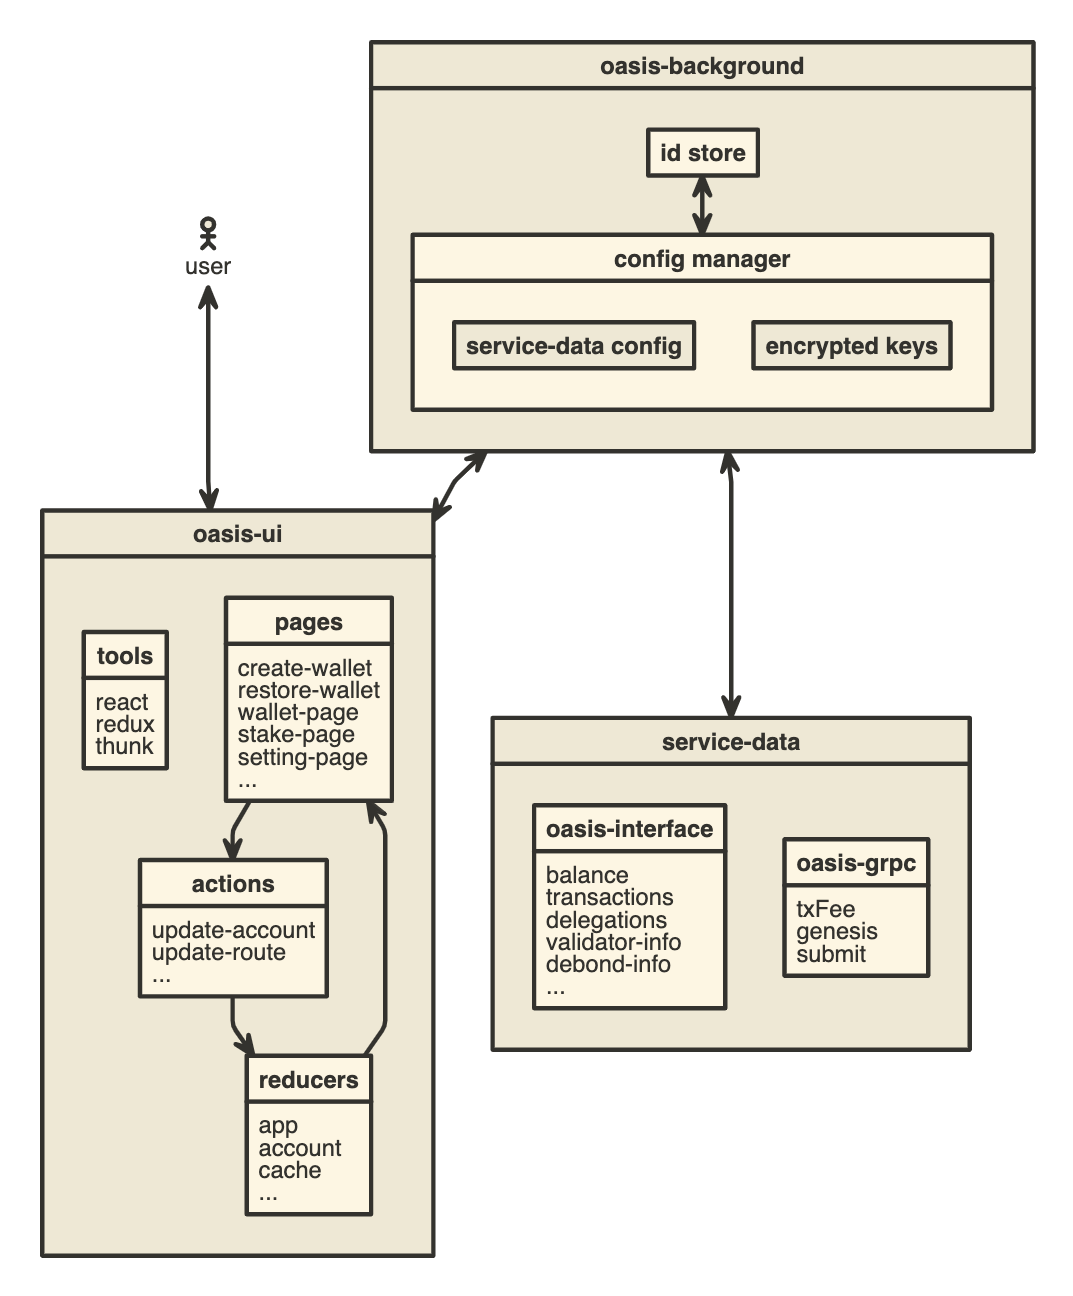 oasis-background
id store
config manager
service-data config
encrypted keys
user
oasis-ui
tools
react
redux
thunk
pages
create-wallet
restore-wallet
wallet-page
stake-page
setting-page
...
actions
update-account
update-route
...
reducers
app
account
cache
...
service-data
oasis-interface
balance
transactions
delegations
validator-info
debond-info
...
oasis-grpc
txFee
genesis
submit